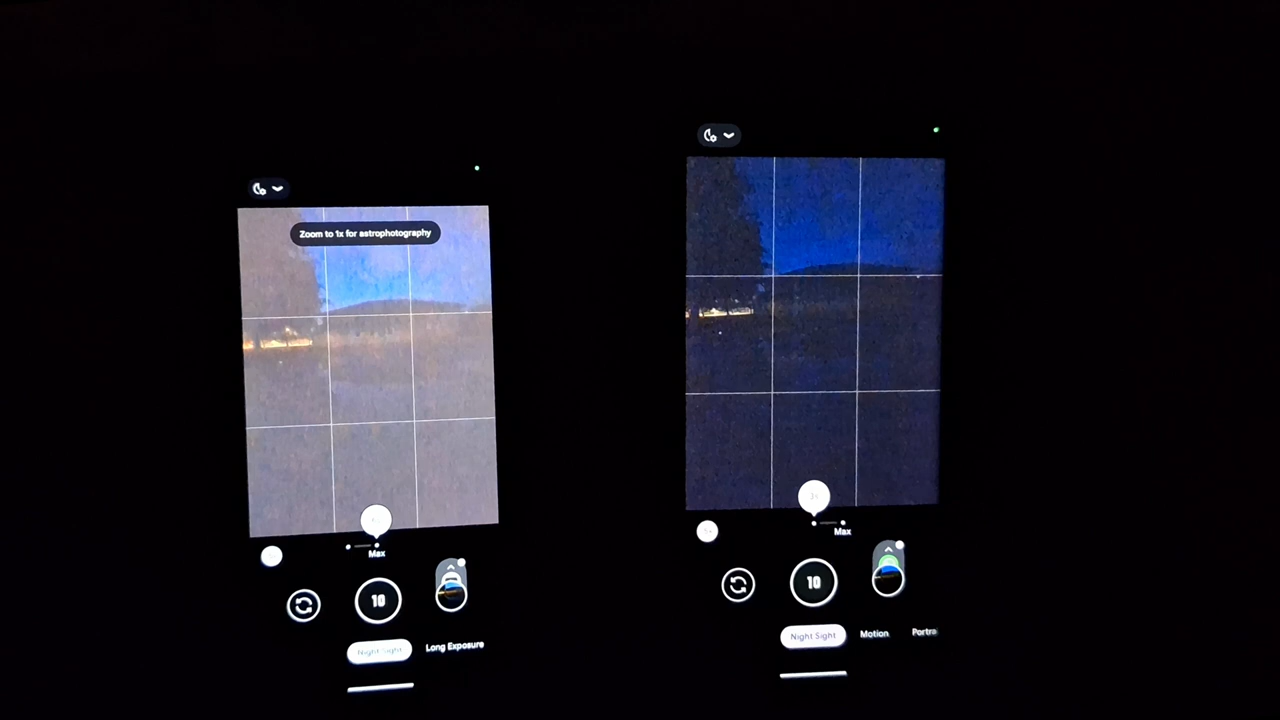 Zoom to 1x for astrophotography
Max
10
Night Sight
Long Exposure
Max
10
Night Sight Motion Portra